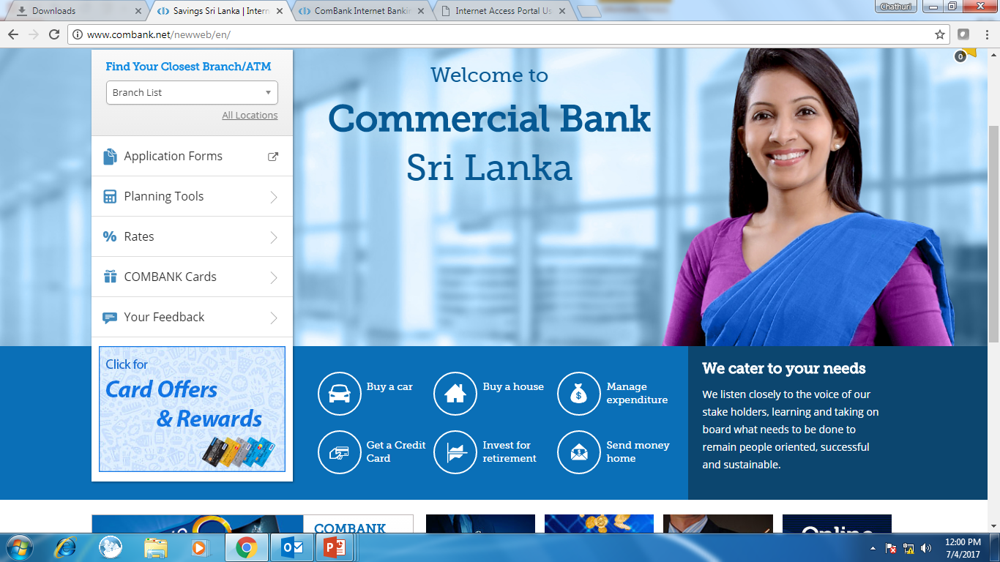 Downloads
Savings Sri Lanka | Intern
ComBank Internet Bankin
Internet Access Portal Us
Chathuri
www.combank.net/newweb/en/
0
Find Your Closest Branch/ATM
Branch List
All Locations
Application Forms
Planning Tools
Rates
COMBANK Cards
Your Feedback
Click for
Card Offers
& Rewards
Welcome to
Commercial Bank
Sri Lanka
Buy a car
Buy a house
Manage
expenditure
Get a Credit
Card
Invest for
retirement
Send money
home
We cater to your needs
We listen closely to the voice of our
stake holders, learning and taking on
board what needs to be done to
remain people oriented, successful
and sustainable.
COMBANK
Online
12:00 PM
7/4/2017